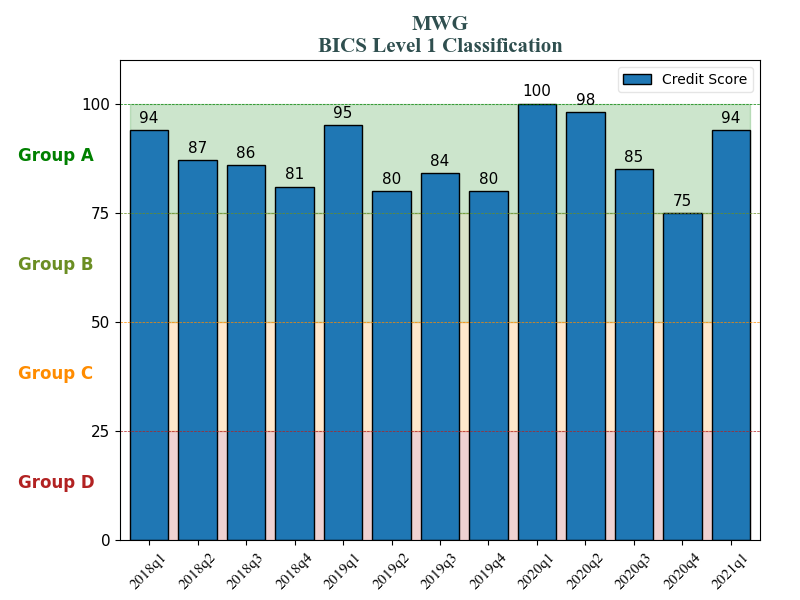 MWG
BICS Level 1 Classification
Credit Score
100
75
50
25
0
Group A
Group B
Group C
Group D
94
87
86
81
95
80
84
80
100
98
85
75
94
2018q1
2018q2
2018q3
2018q4
2019q1
2019q2
2019q3
2019q4
2020q1
2020q2
2020q3
2020q4
2021q1